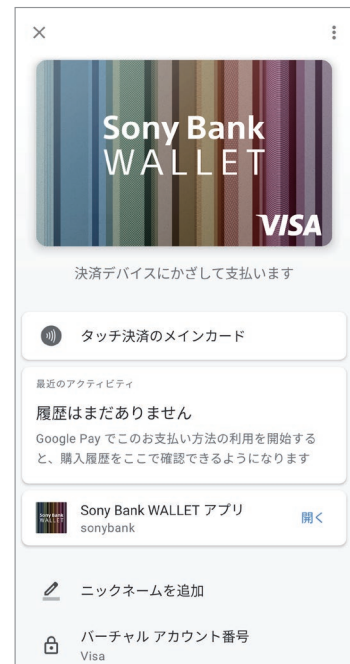 Sony Bank
WALLET
VISA
決済デバイスにかざして支払います
タッチ決済のメインカード
最近のアクティビティ
履歴はまだありません
Google Pay でこのお支払い方法の利用を開始する
と、購入履歴をここで確認できるようになります
Sony Bank
WALLET
Sony Bank WALLET アプリ
sonybank
開く
ニックネームを追加
バーチャル アカウント番号
Visa